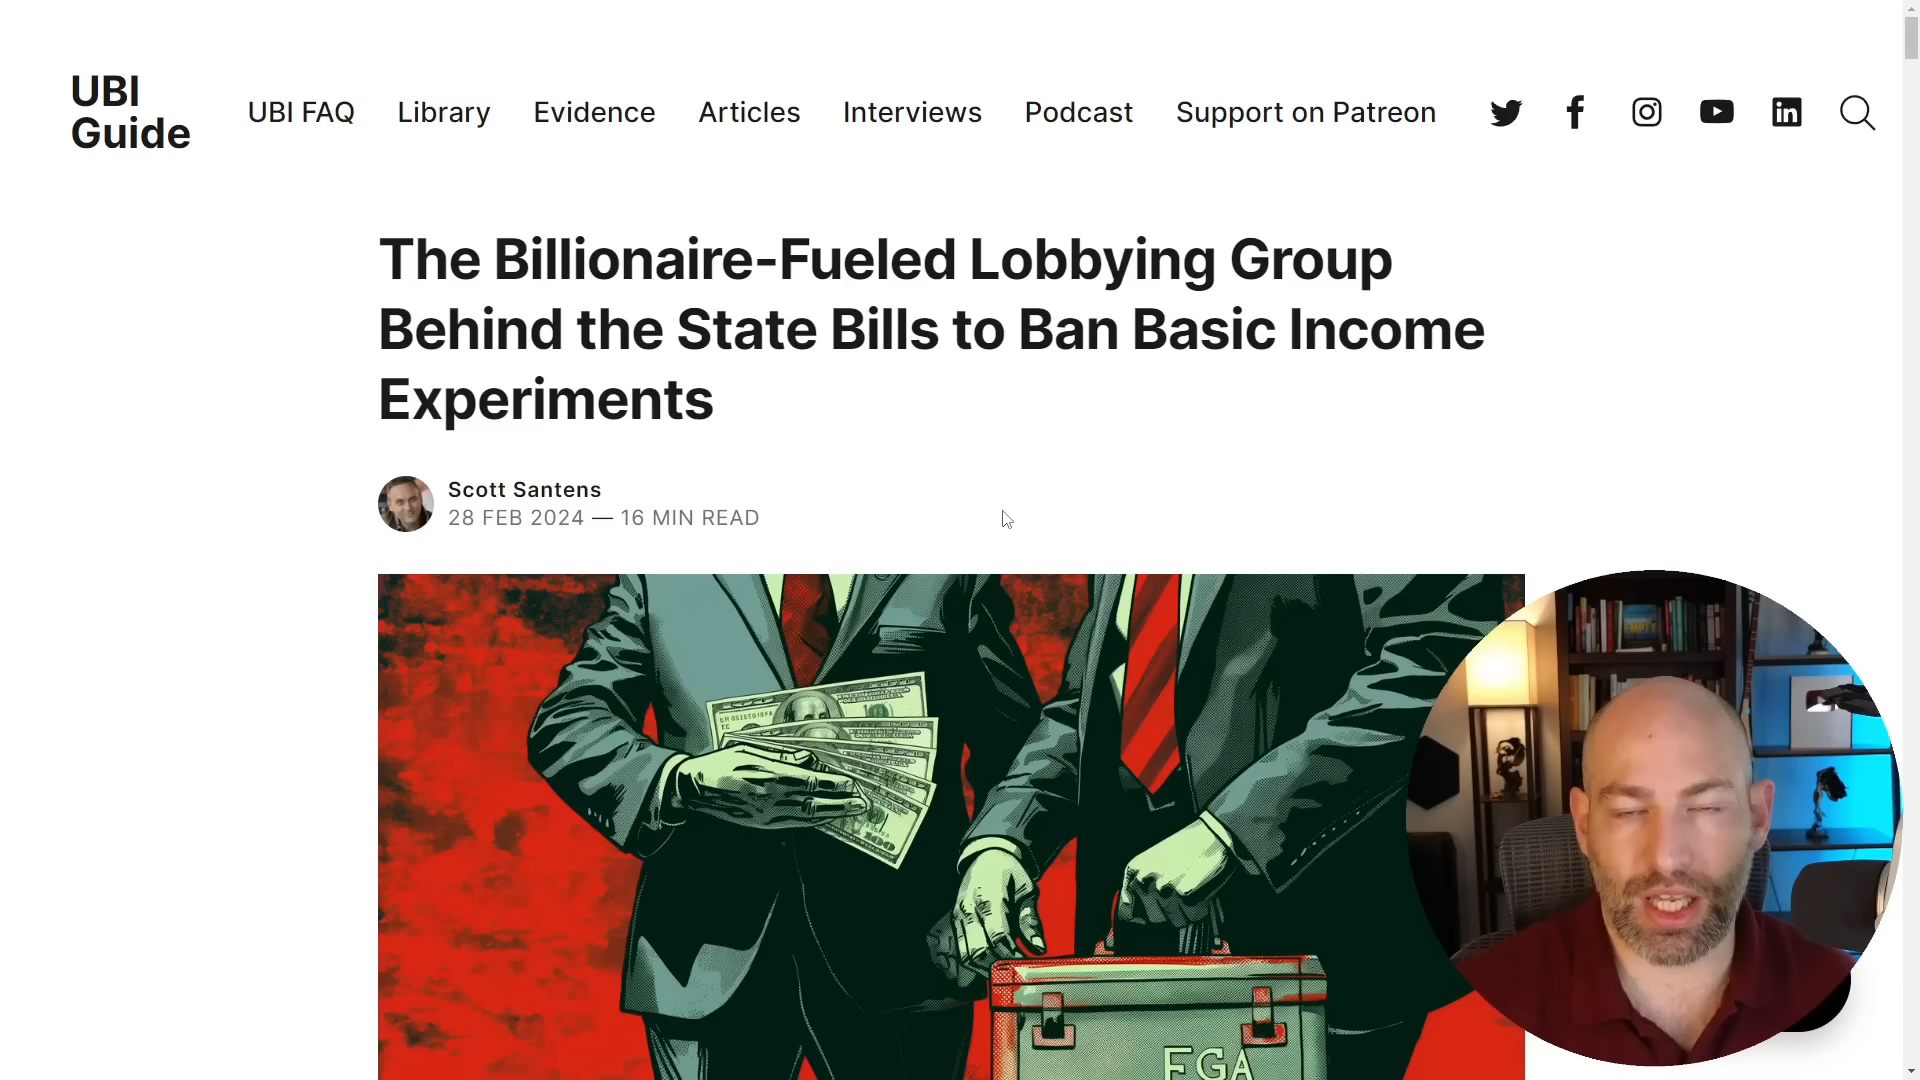 UBI
Guide
UBI FAQ
Library
Evidence
Articles
Interviews
Podcast
Support on Patreon
The Billionaire-Fueled Lobbying Group
Behind the State Bills to Ban Basic Income
Experiments
Scott Santens
28 FEB 2024 — 16 MIN READ
100
FGA